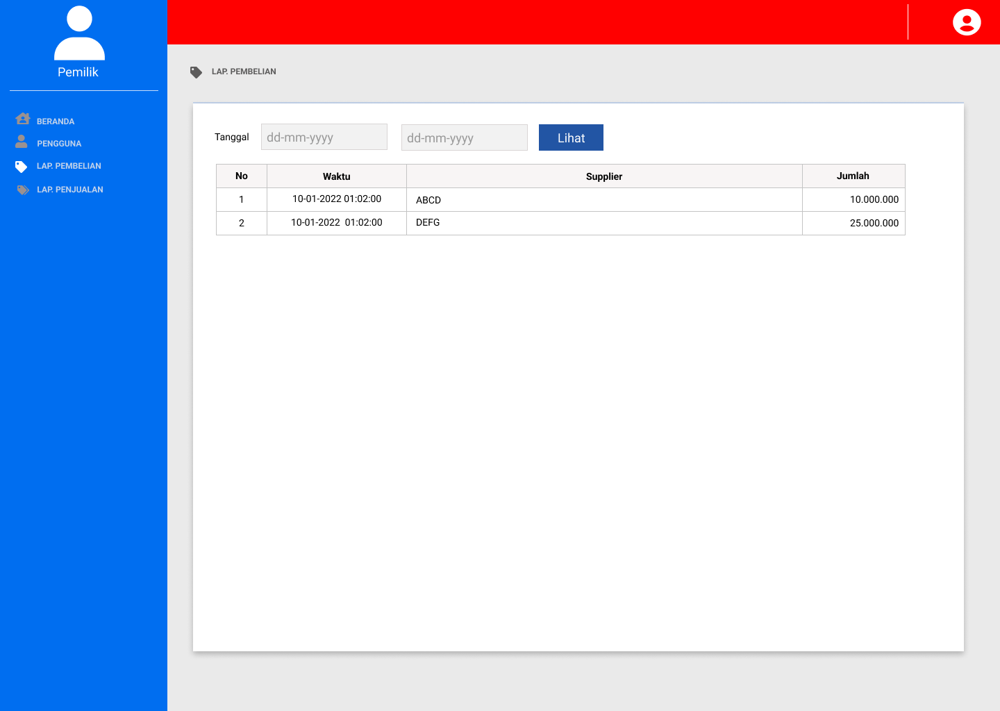 Pemilik
BERANDA
PENGGUNA
LAP. PEMBELIAN
LAP. PENJUALAN
LAP. PEMBELIAN
Tanggal dd-mm-yyyy dd-mm-yyyy Lihat
No Waktu Supplier Jumlah
1 10-01-2022 01:02:00 ABCD 10.000.000
2 10-01-2022  01:02:00 DEFG 25.000.000